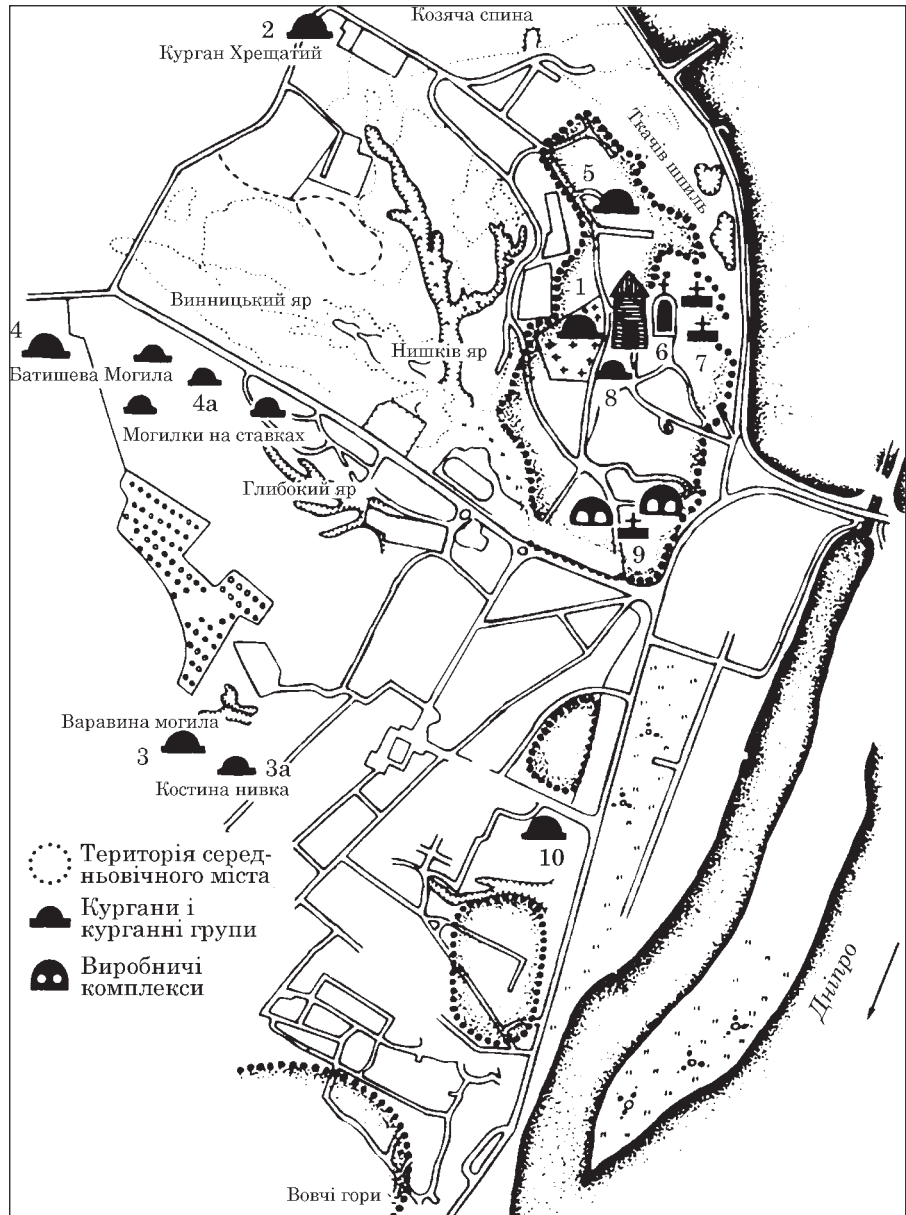 Козяча спина
2
Курган Хрещатий
Ткачів шпиль
5
1
Винницький яр
Нишків яр
4
Батишева Могила
4а
6
7
8
Могилки на ставках
Глибокий яр
9
Варавина могила
3
3а
Костина нивка
10
Територія серед-
ньовічного міста
Кургани і
курганні групи
Виробничі
комплекси
Дніпро
Вовчі гори